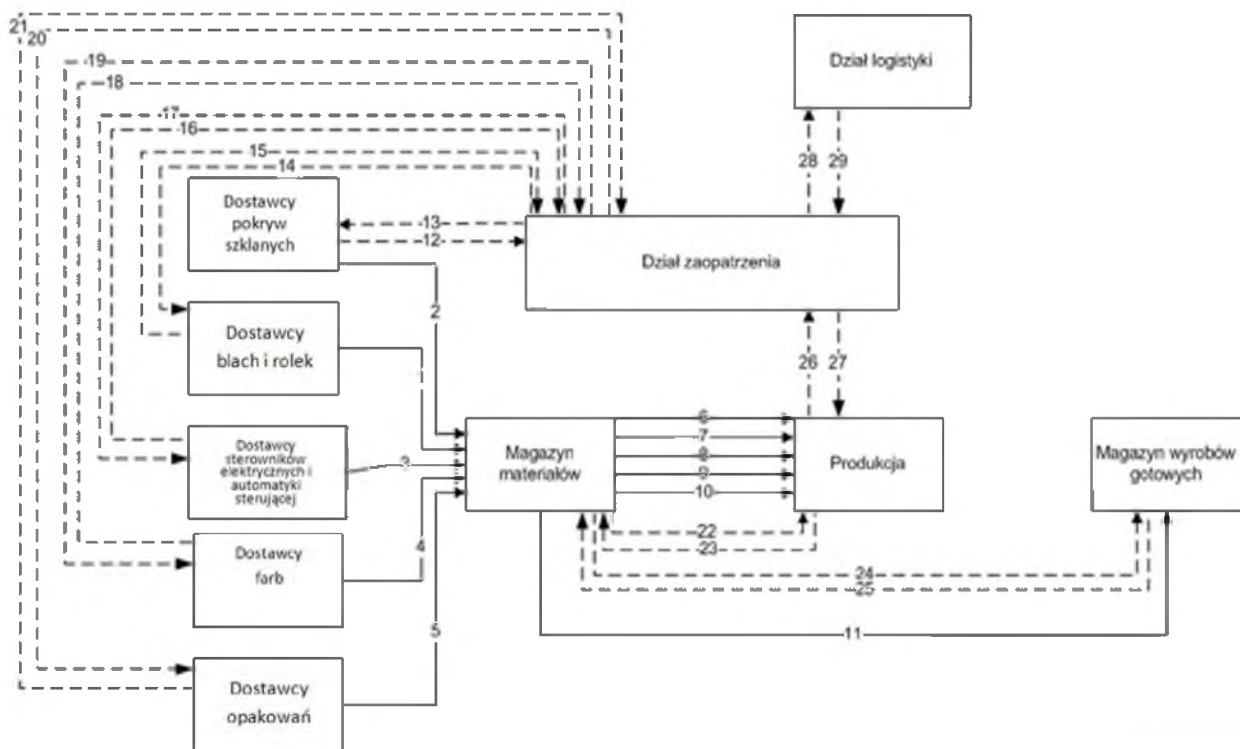 21
20
19
18
17
16
15
14
Dział logistyki
28
29
Dostawcy
pokryw
szklanych
13
12
Dział zaopatrzenia
2
Dostawcy
blach i rolek
26
27
Dostawcy
sterowników
elektrycznych i
automatyki
sterującej
3
Magazyn
materiałów
6
7
8
9
10
Produkcja
Magazyn wyrobów
gotowych
22
23
Dostawcy
farb
4
24
25
5
11
Dostawcy
opakowań